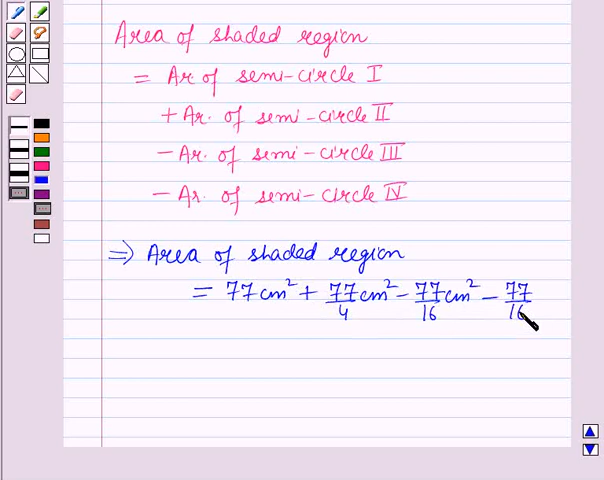 Area of shaded region
= Ar of semi-circle I
+ Ar. of semi-circle II
- Ar. of semi-circle III
- Ar. of semi-circle IV
⇒ Area of shaded region
= 77 cm² + 77/4 cm² - 77/16 cm² - 77/16